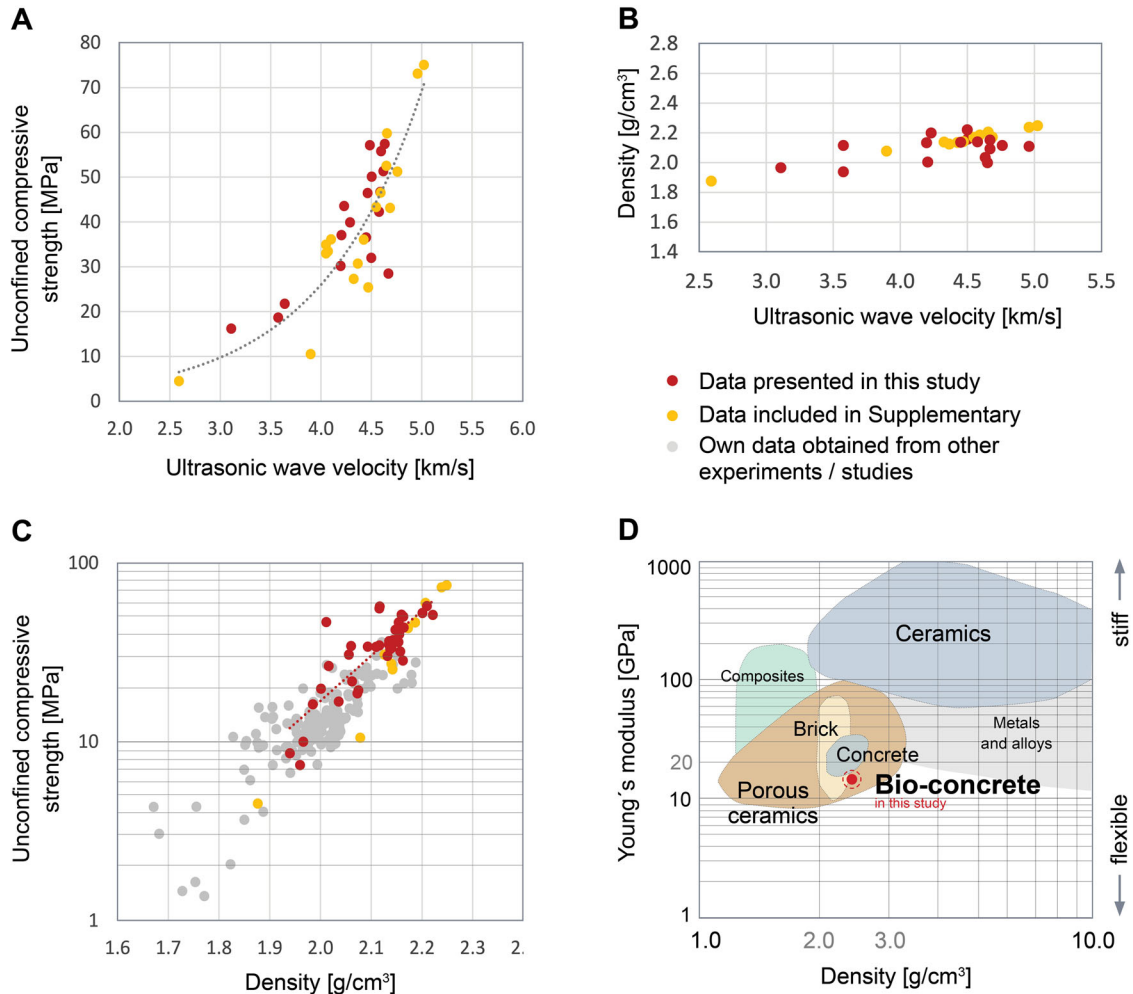 A
Unconfined compressive
strength [MPa]
80
70
60
50
40
30
20
10
0
2.0 2.5 3.0 3.5 4.0 4.5 5.0 5.5 6.0
Ultrasonic wave velocity [km/s]
B
Density [g/cm³]
2.8
2.6
2.4
2.2
2.0
1.8
1.6
1.4
2.5 3.0 3.5 4.0 4.5 5.0 5.5
Ultrasonic wave velocity [km/s]
Data presented in this study
Data included in Supplementary
Own data obtained from other
experiments / studies
C
Unconfined compressive
strength [MPa]
100
10
1
1.6 1.7 1.8 1.9 2.0 2.1 2.2 2.
Density [g/cm³]
D
Young´s modulus [GPa]
1000
100
20
10
1
Ceramics
Composites
Metals
and alloys
Brick
Concrete
Bio-concrete
in this study
Porous
ceramics
1.0 2.0 3.0 10.0
Density [g/cm³]
stiff
flexible